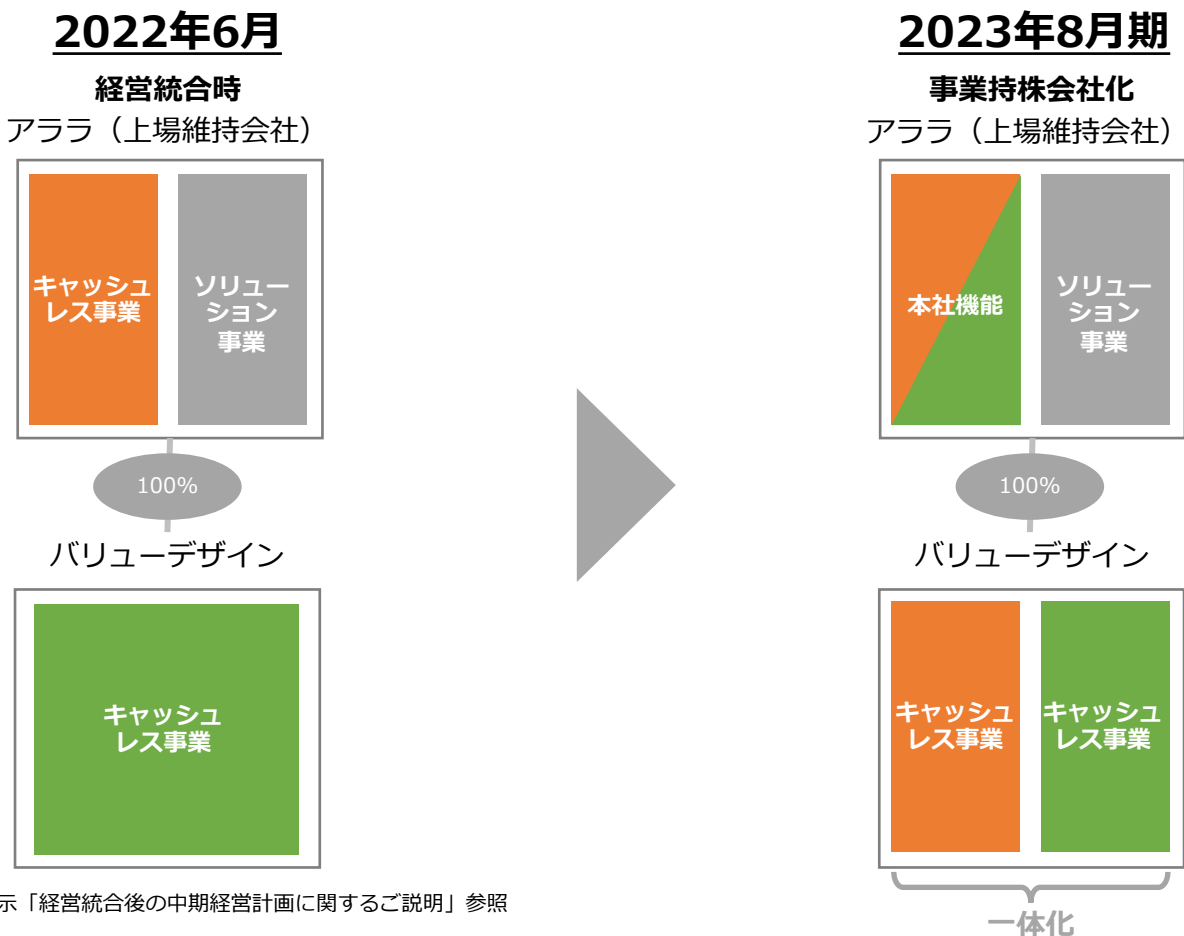 2022年6月
経営統合時
アララ（上場維持会社）
キャッシュ
レス事業
ソリュー
ション
事業
100%
バリューデザイン
キャッシュ
レス事業
示「経営統合後の中期経営計画に関するご説明」参照
2023年8月期
事業持株会社化
アララ（上場維持会社）
本社機能
ソリュー
ション
事業
100%
バリューデザイン
キャッシュ
レス事業
キャッシュ
レス事業
一体化